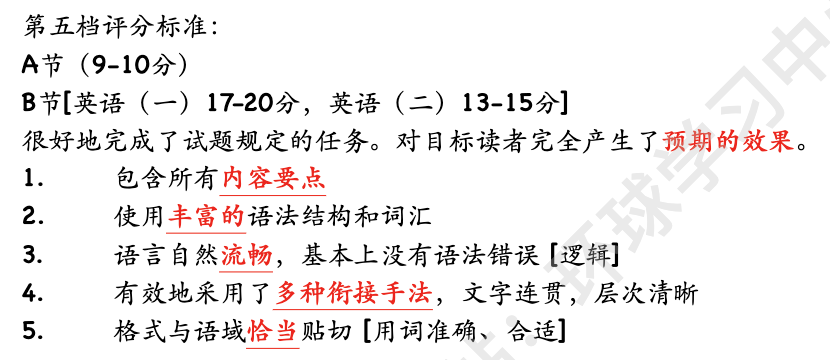 第五档评分标准：
A节（9-10分）
B节[英语（一）17-20分，英语（二）13-15分]
很好地完成了试题规定的任务。对目标读者完全产生了预期的效果。
1. 包含所有内容要点
2. 使用丰富的语法结构和词汇
3. 语言自然流畅，基本上没有语法错误 [逻辑]
4. 有效地采用了多种衔接手法，文字连贯，层次清晰
5. 格式与语域恰当贴切 [用词准确、合适]
环球学习中